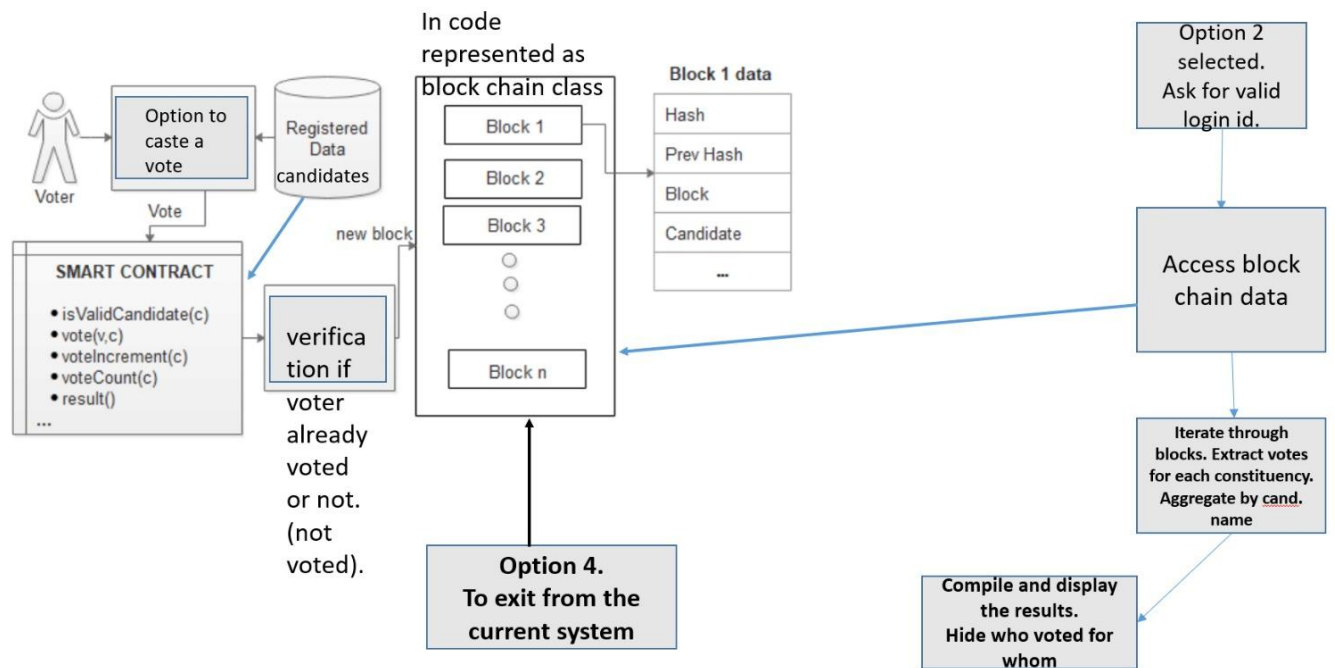 In code
represented as
block chain class
Option to
caste a
vote
Registered
Data
candidates
Voter
Vote
SMART CONTRACT
• isValidCandidate(c)
• vote(v,c)
• voteIncrement(c)
• voteCount(c)
• result()
...
verifica
tion if
voter
already
voted
or not.
(not
voted).
new block
Block 1
Block 2
Block 3
Block n
Block 1 data
Hash
Prev Hash
Block
Candidate
...
Option 4.
To exit from the
current system
Option 2
selected.
Ask for valid
login id.
Access block
chain data
Iterate through
blocks. Extract votes
for each constituency.
Aggregate by cand.
name
Compile and display
the results.
Hide who voted for
whom